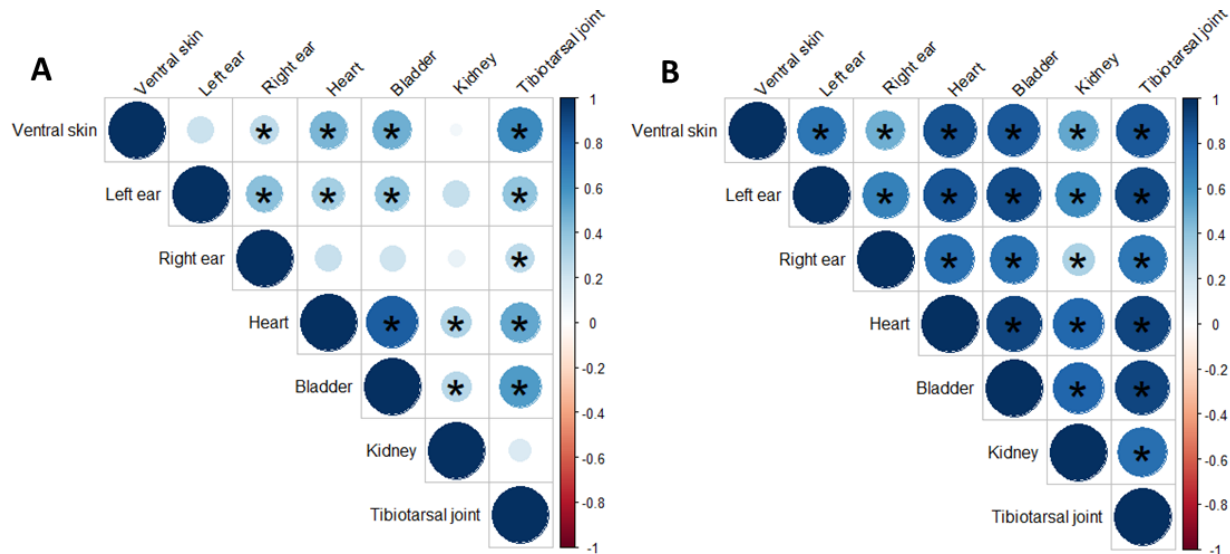 A
Ventral skin
Left ear
Right ear
Heart
Bladder
Kidney
Tibiotarsal joint
Ventral skin
Left ear
Right ear
Heart
Bladder
Kidney
Tibiotarsal joint
* * * *
* * * *
*
* * *
* *
1
0.8
0.6
0.4
0.2
0
-0.2
-0.4
-0.6
-0.8
-1
B
Ventral skin
Left ear
Right ear
Heart
Bladder
Kidney
Tibiotarsal joint
Ventral skin
Left ear
Right ear
Heart
Bladder
Kidney
Tibiotarsal joint
* * * * * *
* * * * *
* * * *
* * *
* *
*
1
0.8
0.6
0.4
0.2
0
-0.2
-0.4
-0.6
-0.8
-1